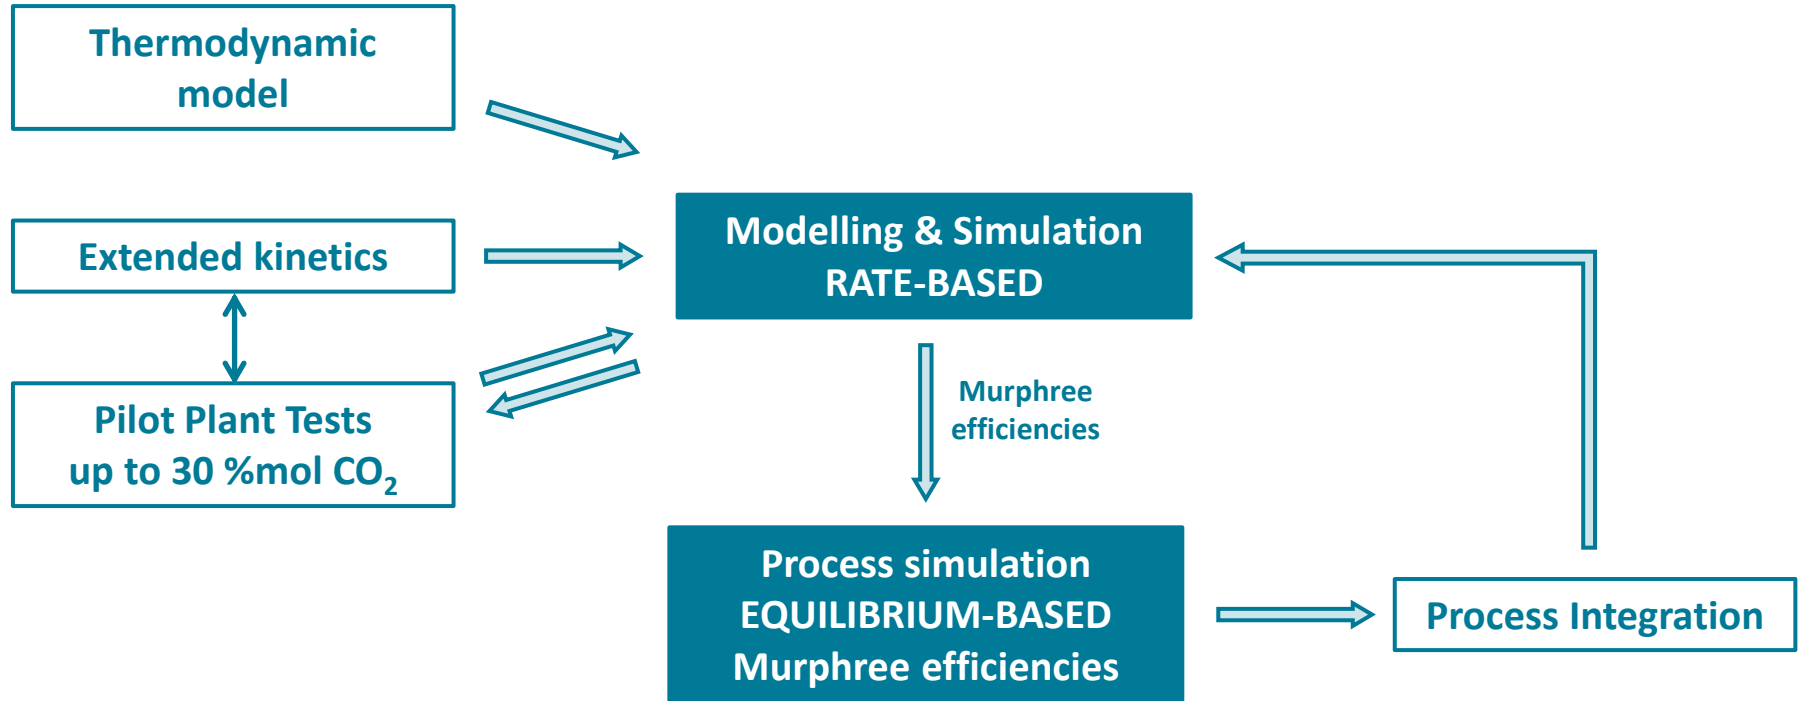 Thermodynamic
model
Extended kinetics
Pilot Plant Tests
up to 30 %mol CO₂
Modelling & Simulation
RATE-BASED
Murphree
efficiencies
Process simulation
EQUILIBRIUM-BASED
Murphree efficiencies
Process Integration